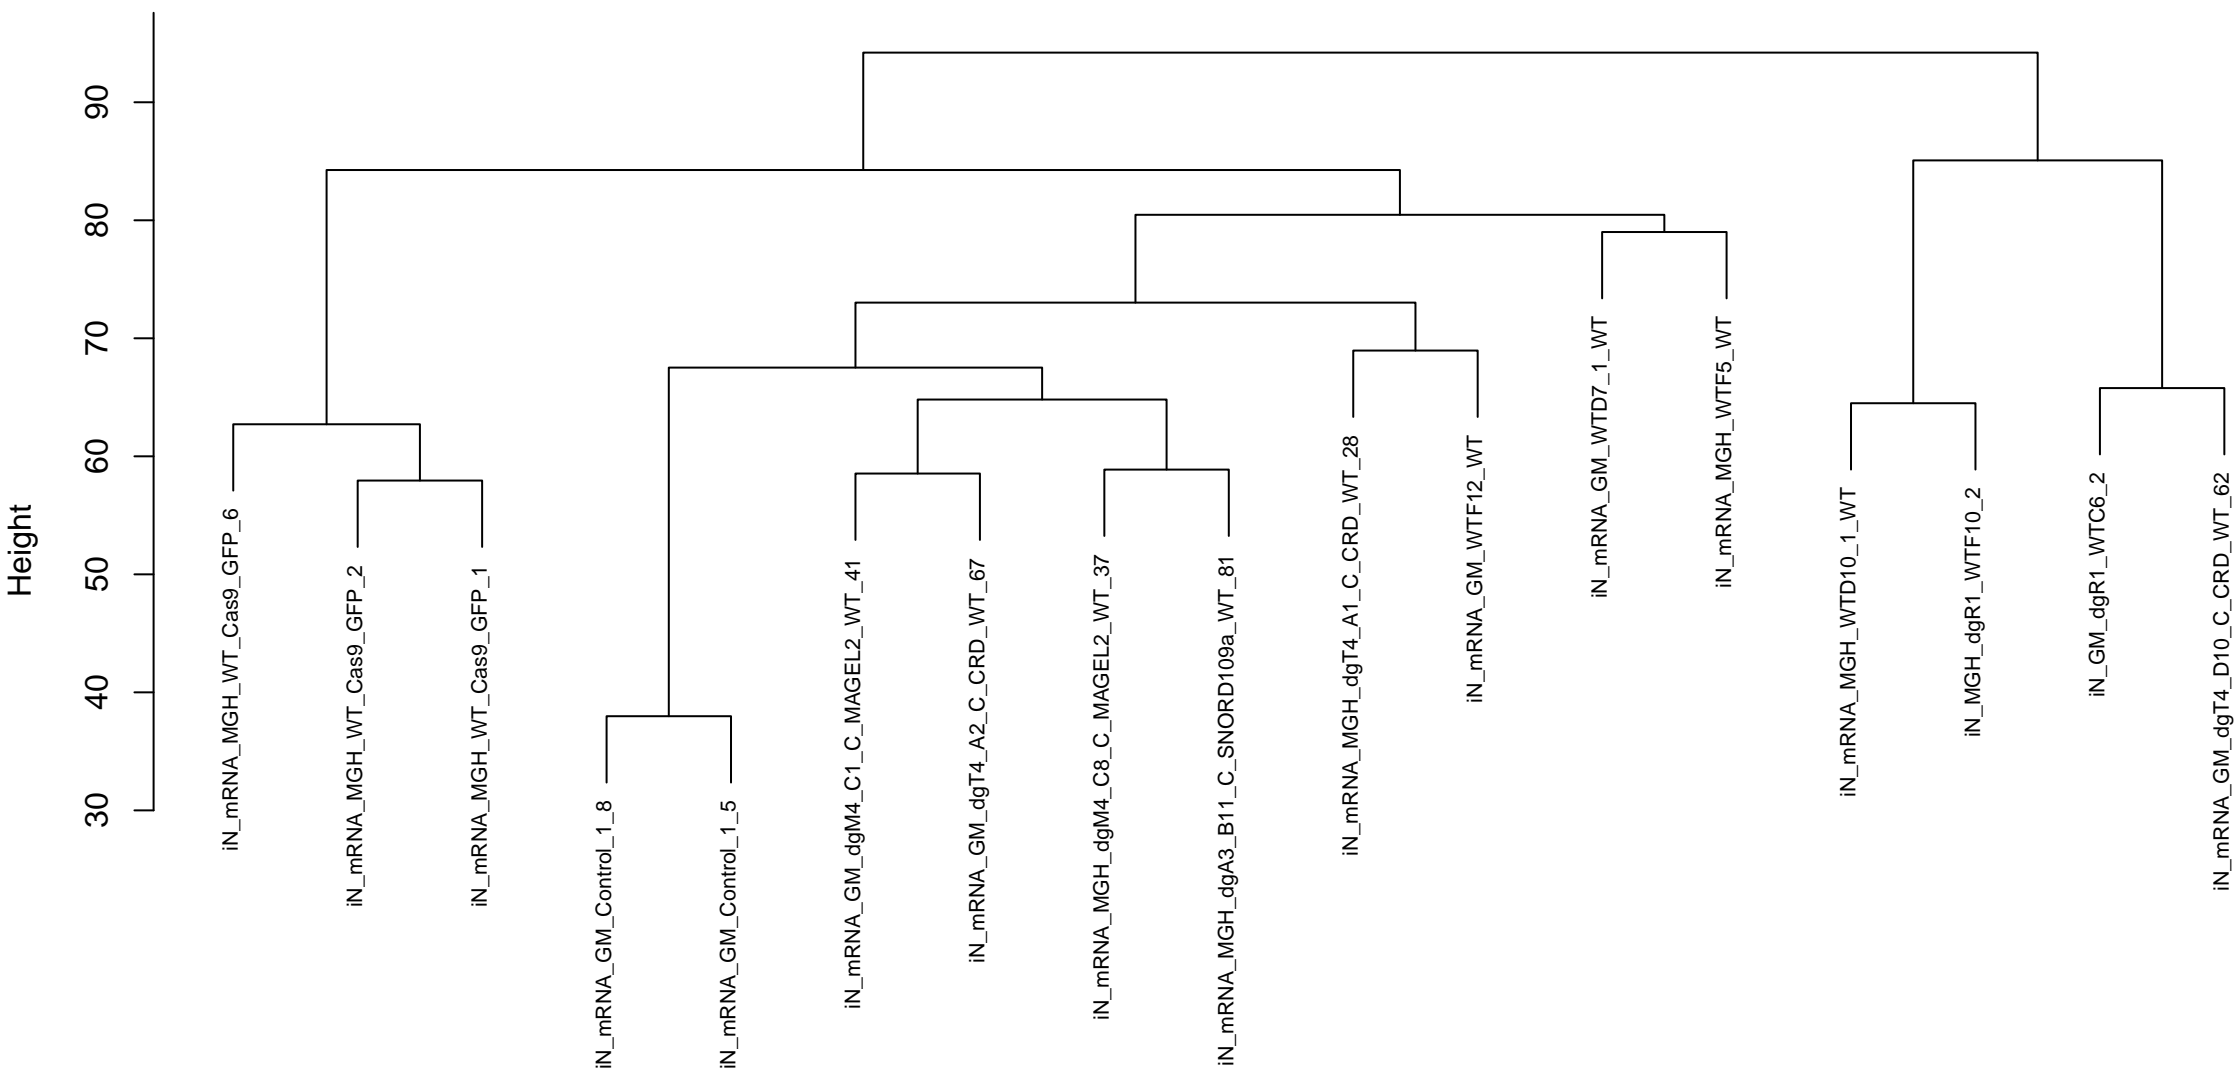 Height
90
80
70
60
50
40
30
iN_mRNA_MGH_WT_Cas9_GFP_6
iN_mRNA_MGH_WT_Cas9_GFP_2
iN_mRNA_MGH_WT_Cas9_GFP_1
iN_mRNA_GM_Control_1_8
iN_mRNA_GM_Control_1_5
iN_mRNA_GM_dgM4_C1_C_MAGEL2_WT_41
iN_mRNA_GM_dgT4_A2_C_CRD_WT_67
iN_mRNA_MGH_dgM4_C8_C_MAGEL2_WT_37
iN_mRNA_MGH_dgA3_B11_C_SNORD109a_WT_81
iN_mRNA_MGH_dgT4_A1_C_CRD_WT_28
iN_mRNA_GM_WTF12_WT
iN_mRNA_GM_WTD7_1_WT
iN_mRNA_MGH_WTF5_WT
iN_mRNA_MGH_WTD10_1_WT
iN_MGH_dgR1_WTF10_2
iN_GM_dgR1_WTC6_2
iN_mRNA_GM_dgT4_D10_C_CRD_WT_62